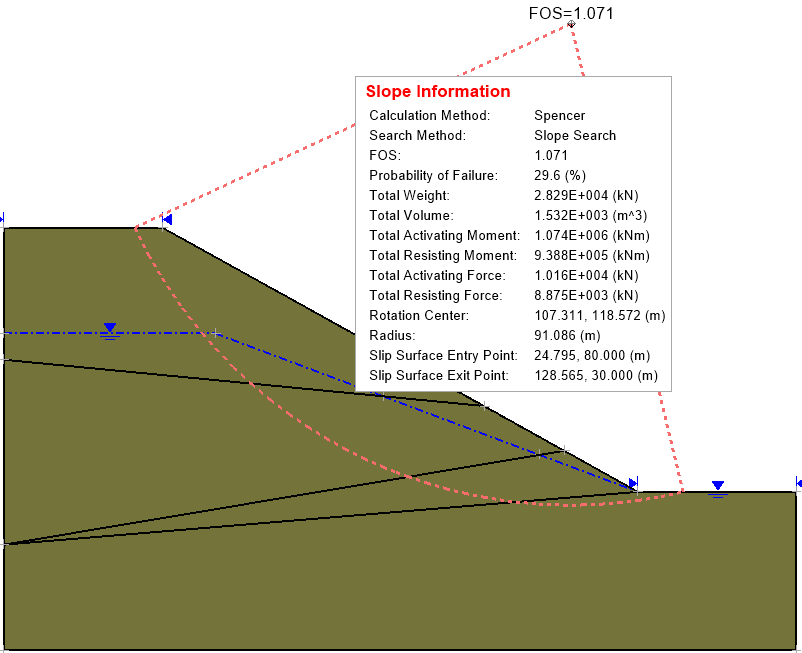 FOS=1.071
Slope Information
Calculation Method: Spencer
Search Method: Slope Search
FOS: 1.071
Probability of Failure: 29.6 (%)
Total Weight: 2.829E+004 (kN)
Total Volume: 1.532E+003 (m^3)
Total Activating Moment: 1.074E+006 (kNm)
Total Resisting Moment: 9.388E+005 (kNm)
Total Activating Force: 1.016E+004 (kN)
Total Resisting Force: 8.875E+003 (kN)
Rotation Center: 107.311, 118.572 (m)
Radius: 91.086 (m)
Slip Surface Entry Point: 24.795, 80.000 (m)
Slip Surface Exit Point: 128.565, 30.000 (m)